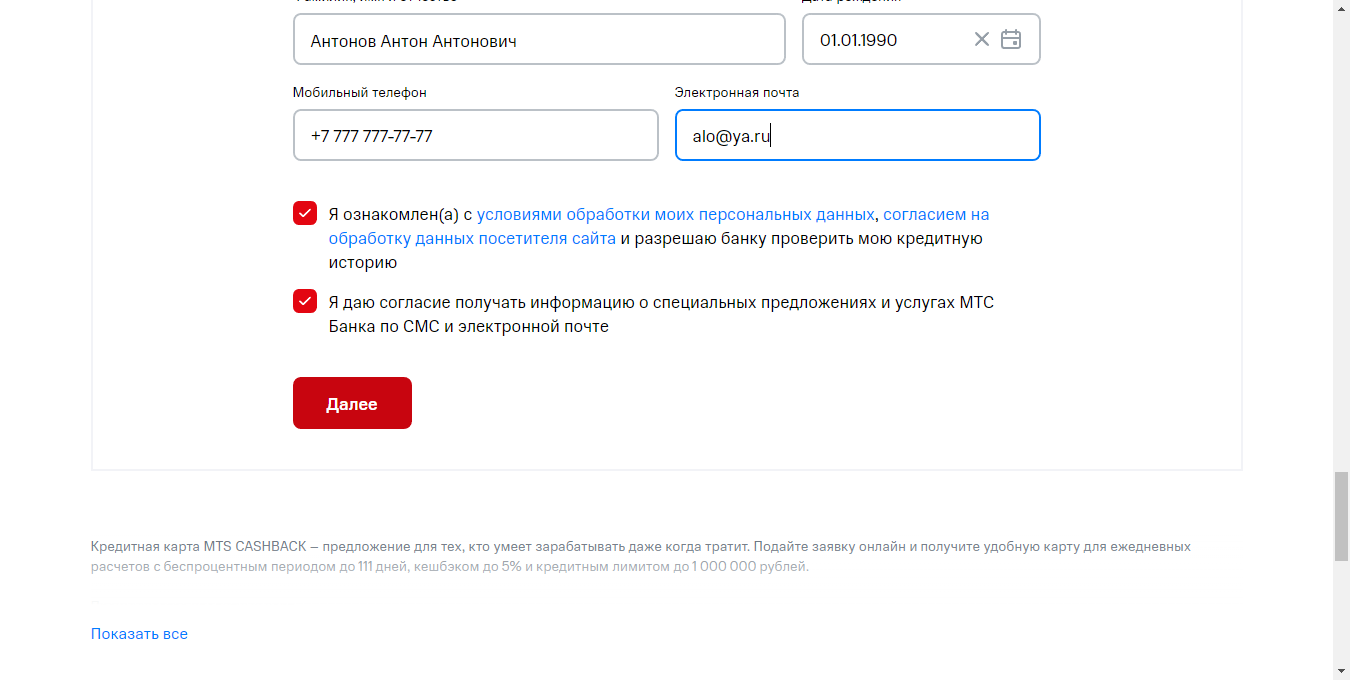 Антонов Антон Антонович
01.01.1990
Мобильный телефон
Электронная почта
+7 777 777-77-77
alo@ya.ru
Я ознакомлен(а) с условиями обработки моих персональных данных, согласием на
обработку данных посетителя сайта и разрешаю банку проверить мою кредитную
историю
Я даю согласие получать информацию о специальных предложениях и услугах МТС
Банка по СМС и электронной почте
Далее
Кредитная карта MTS CASHBACK – предложение для тех, кто умеет зарабатывать даже когда тратит. Подайте заявку онлайн и получите удобную карту для ежедневных
расчетов с беспроцентным периодом до 111 дней, кешбэком до 5% и кредитным лимитом до 1 000 000 рублей.
Показать все